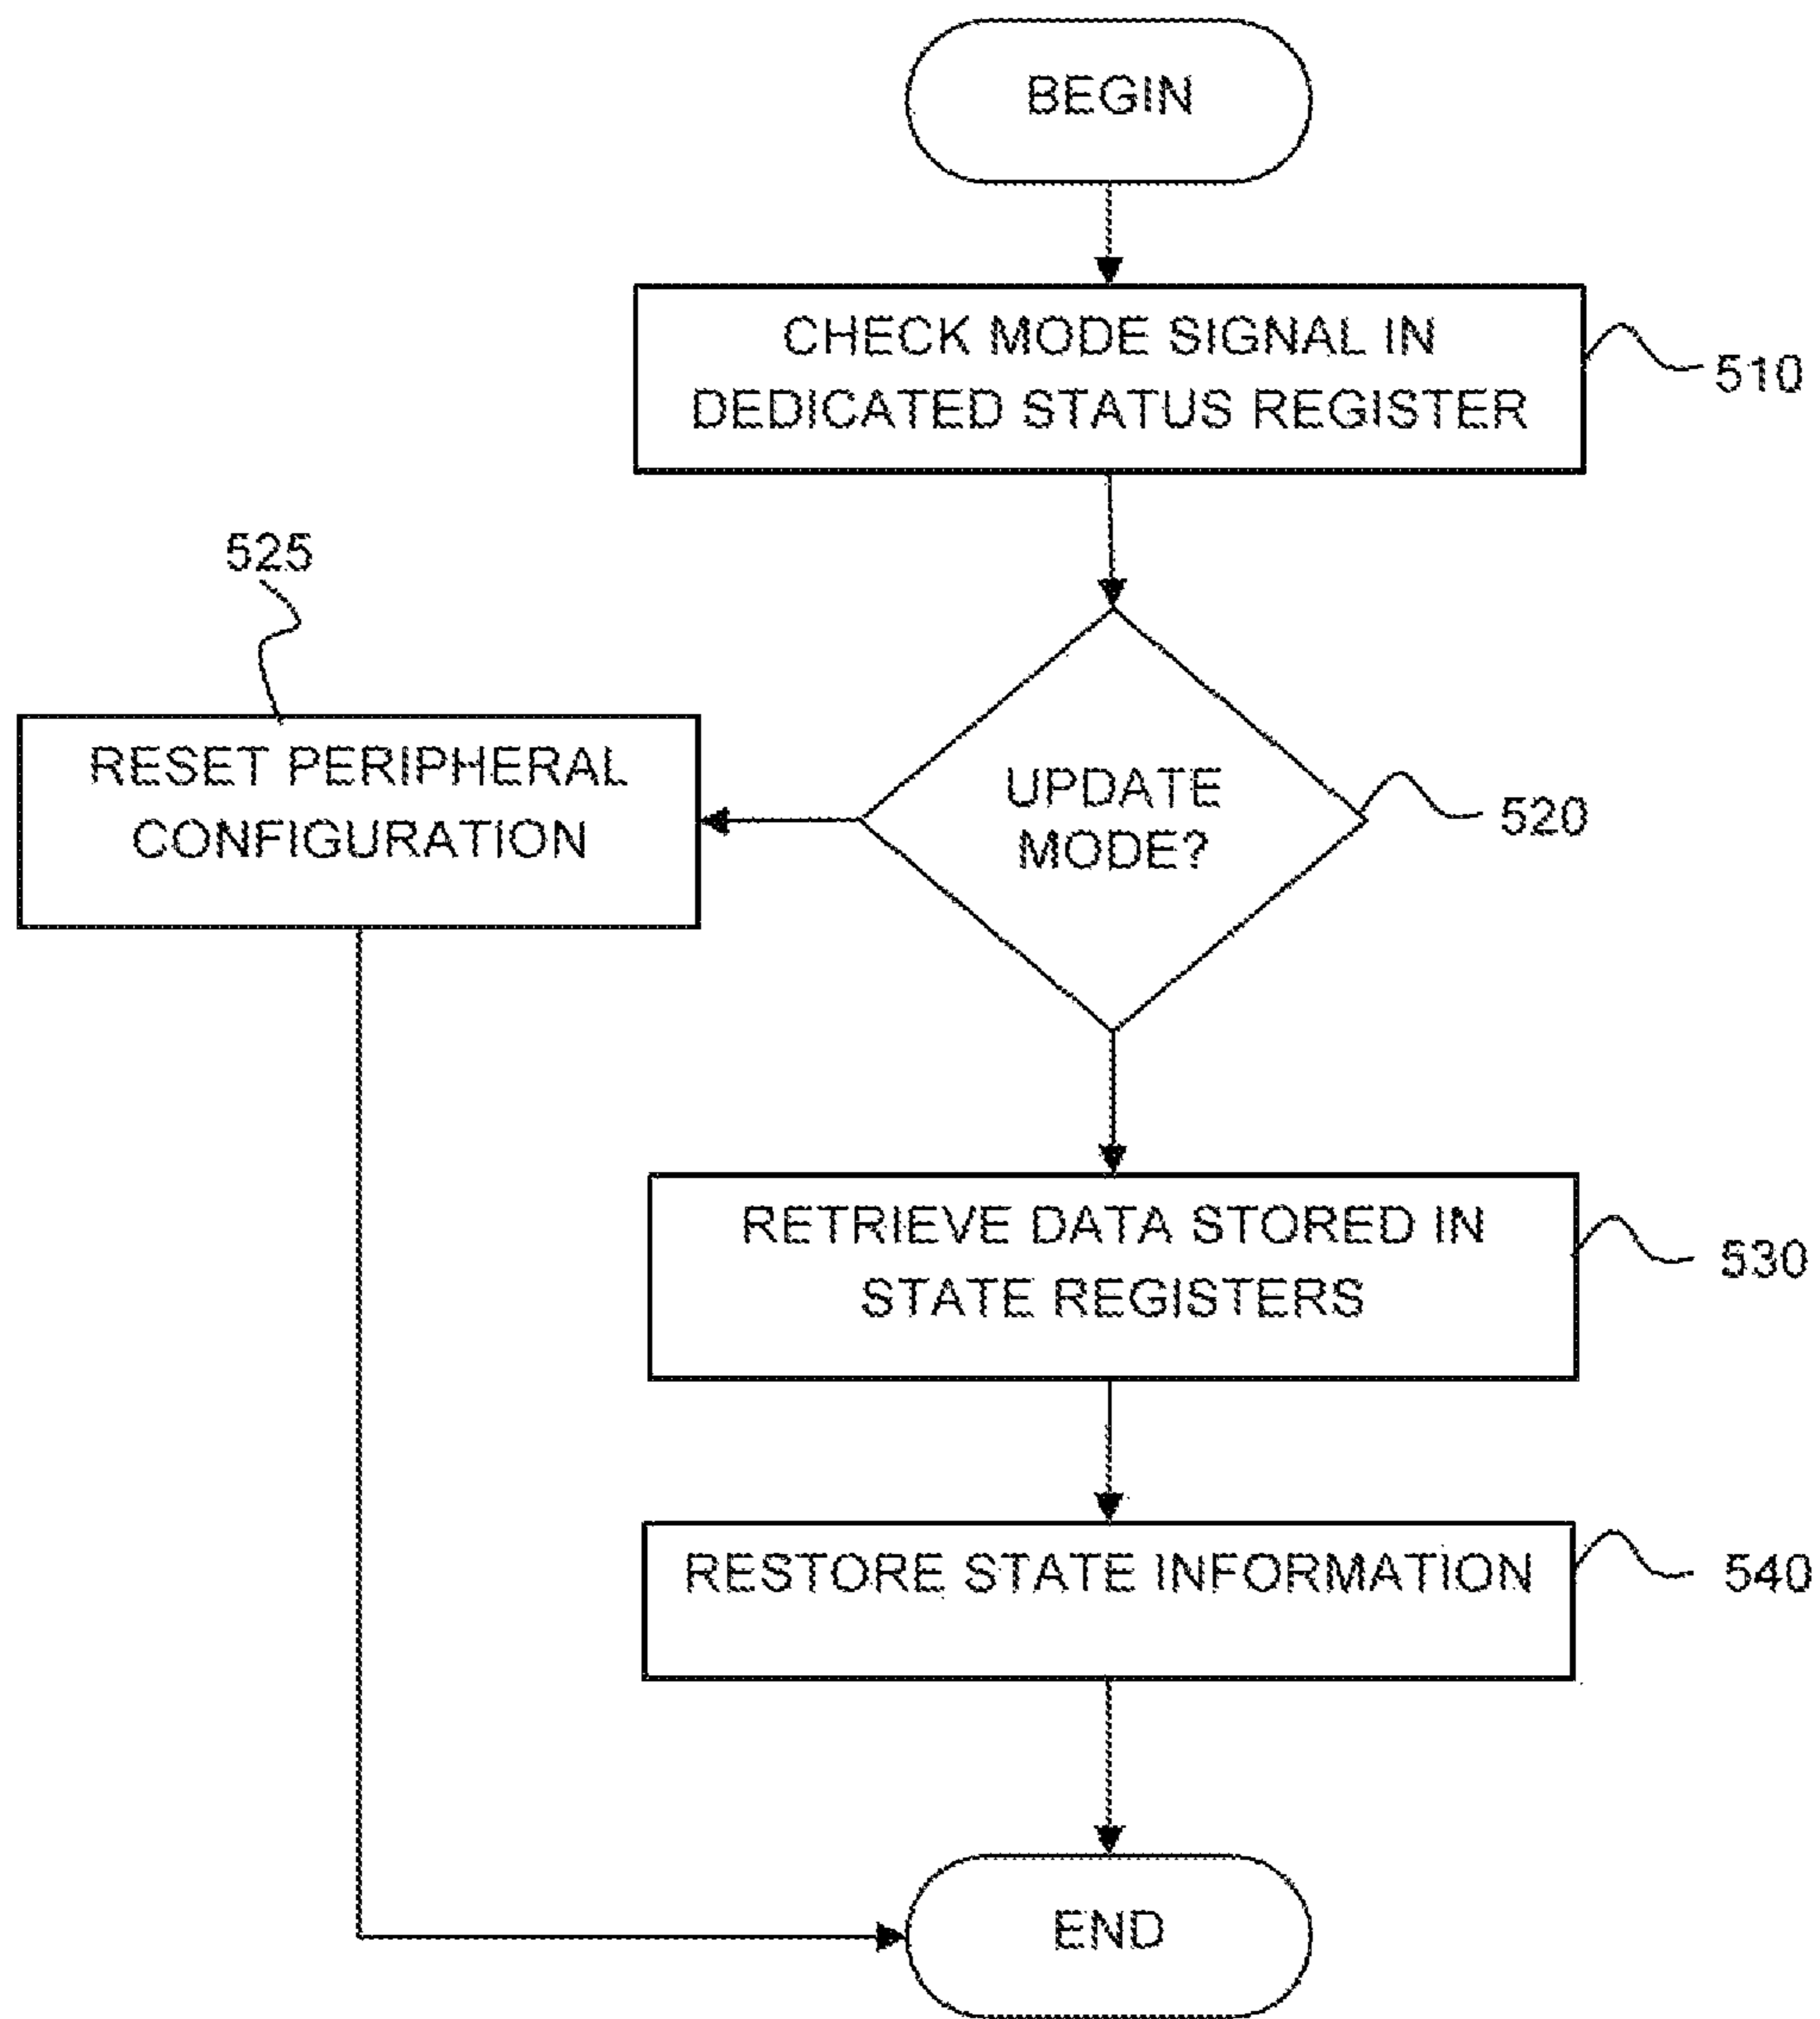 BEGIN
CHECK MODE SIGNAL IN
DEDICATED STATUS REGISTER
510
525
RESET PERIPHERAL
CONFIGURATION
UPDATE
MODE?
520
RETRIEVE DATA STORED IN
STATE REGISTERS
530
RESTORE STATE INFORMATION
540
END